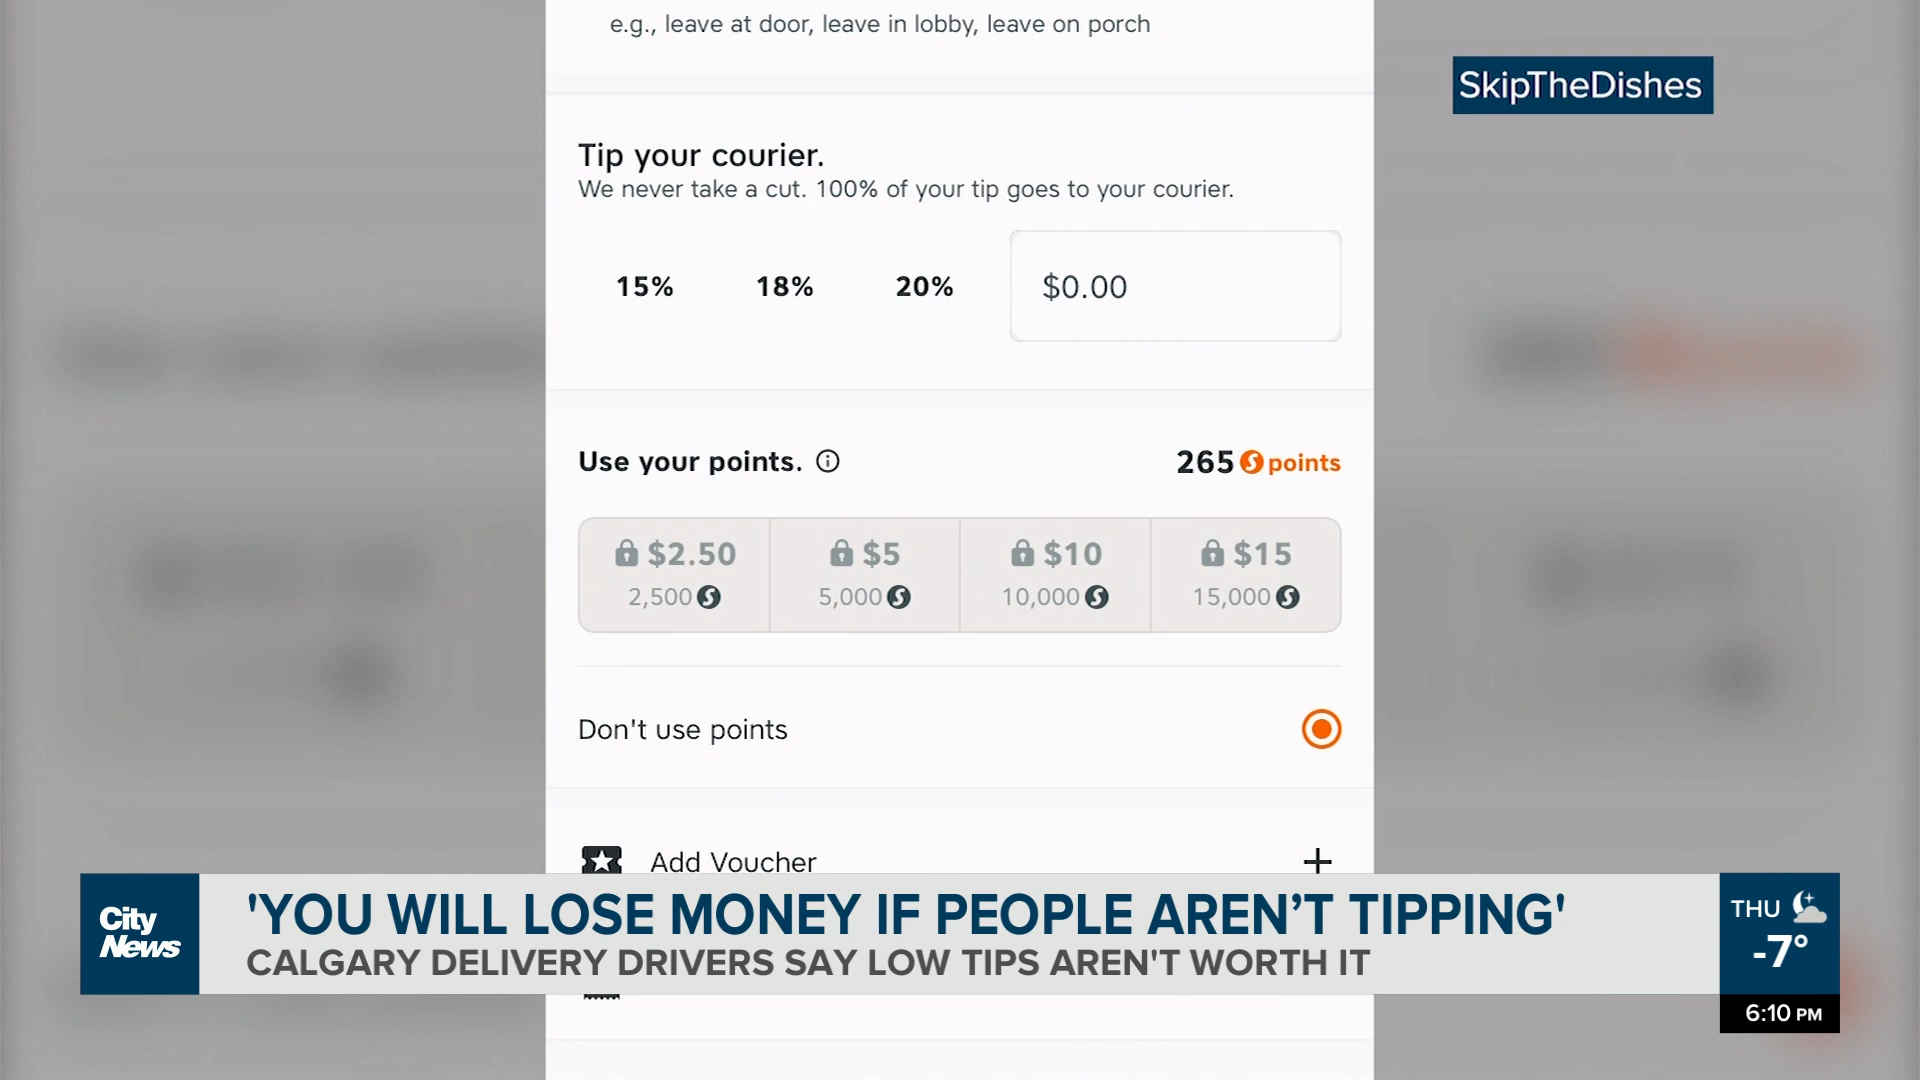 e.g., leave at door, leave in lobby, leave on porch
SkipTheDishes
Tip your courier.
We never take a cut. 100% of your tip goes to your courier.
15% 18% 20% $0.00
Use your points. 265 points
$2.50 $5 $10 $15
2,500 5,000 10,000 15,000
Don't use points
Add Voucher
City
News
'YOU WILL LOSE MONEY IF PEOPLE AREN’T TIPPING'
CALGARY DELIVERY DRIVERS SAY LOW TIPS AREN'T WORTH IT
THU
-7°
6:10 PM